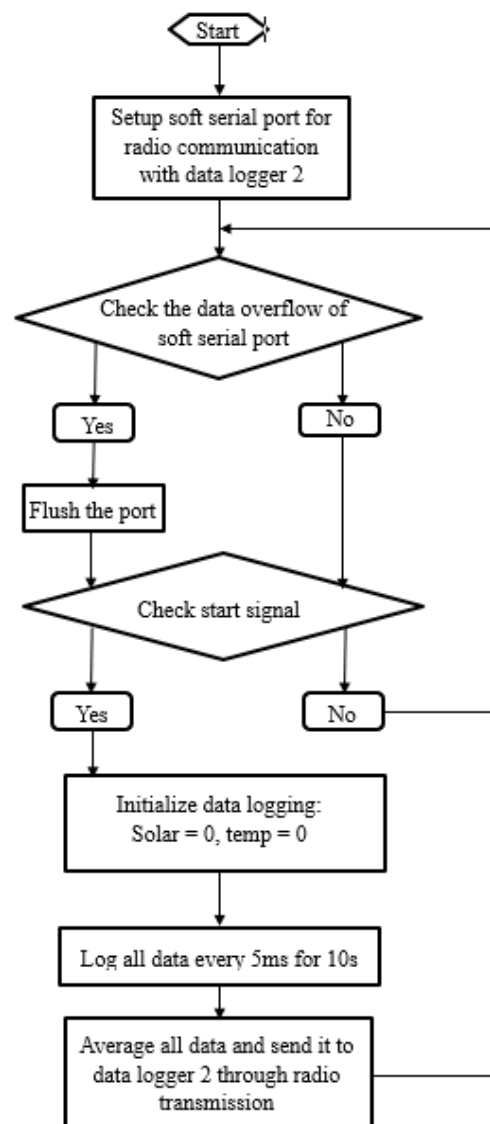 Start
Setup soft serial port for
radio communication
with data logger 2
Check the data overflow of
soft serial port
Yes
No
Flush the port
Check start signal
Yes
No
Initialize data logging:
Solar = 0, temp = 0
Log all data every 5ms for 10s
Average all data and send it to
data logger 2 through radio
transmission